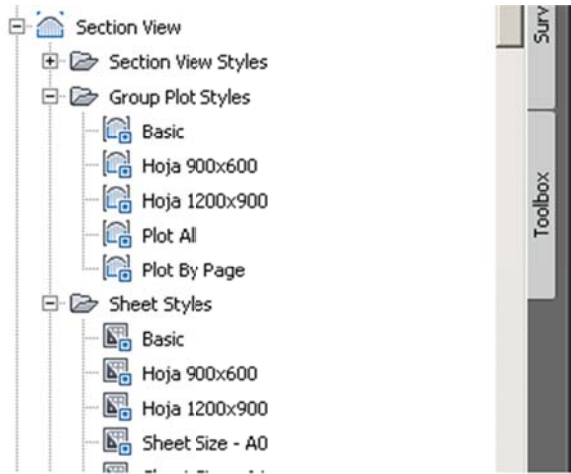 Section View
Section View Styles
Group Plot Styles
Basic
Hoja 900x600
Hoja 1200x900
Plot All
Plot By Page
Sheet Styles
Basic
Hoja 900x600
Hoja 1200x900
Sheet Size - A0
Surv
Toolbox